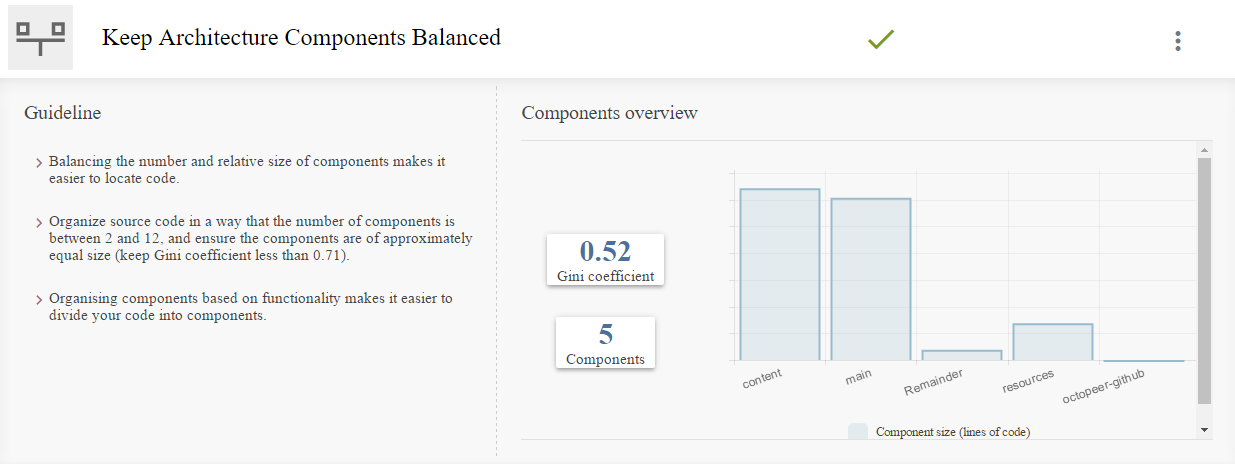 Keep Architecture Components Balanced
Guideline
Balancing the number and relative size of components makes it
easier to locate code.
Organize source code in a way that the number of components is
between 2 and 12, and ensure the components are of approximately
equal size (keep Gini coefficient less than 0.71).
Organising components based on functionality makes it easier to
divide your code into components.
Components overview
0.52
Gini coefficient
5
Components
content
main
Remainder
resources
octopeer-github
Component size (lines of code)